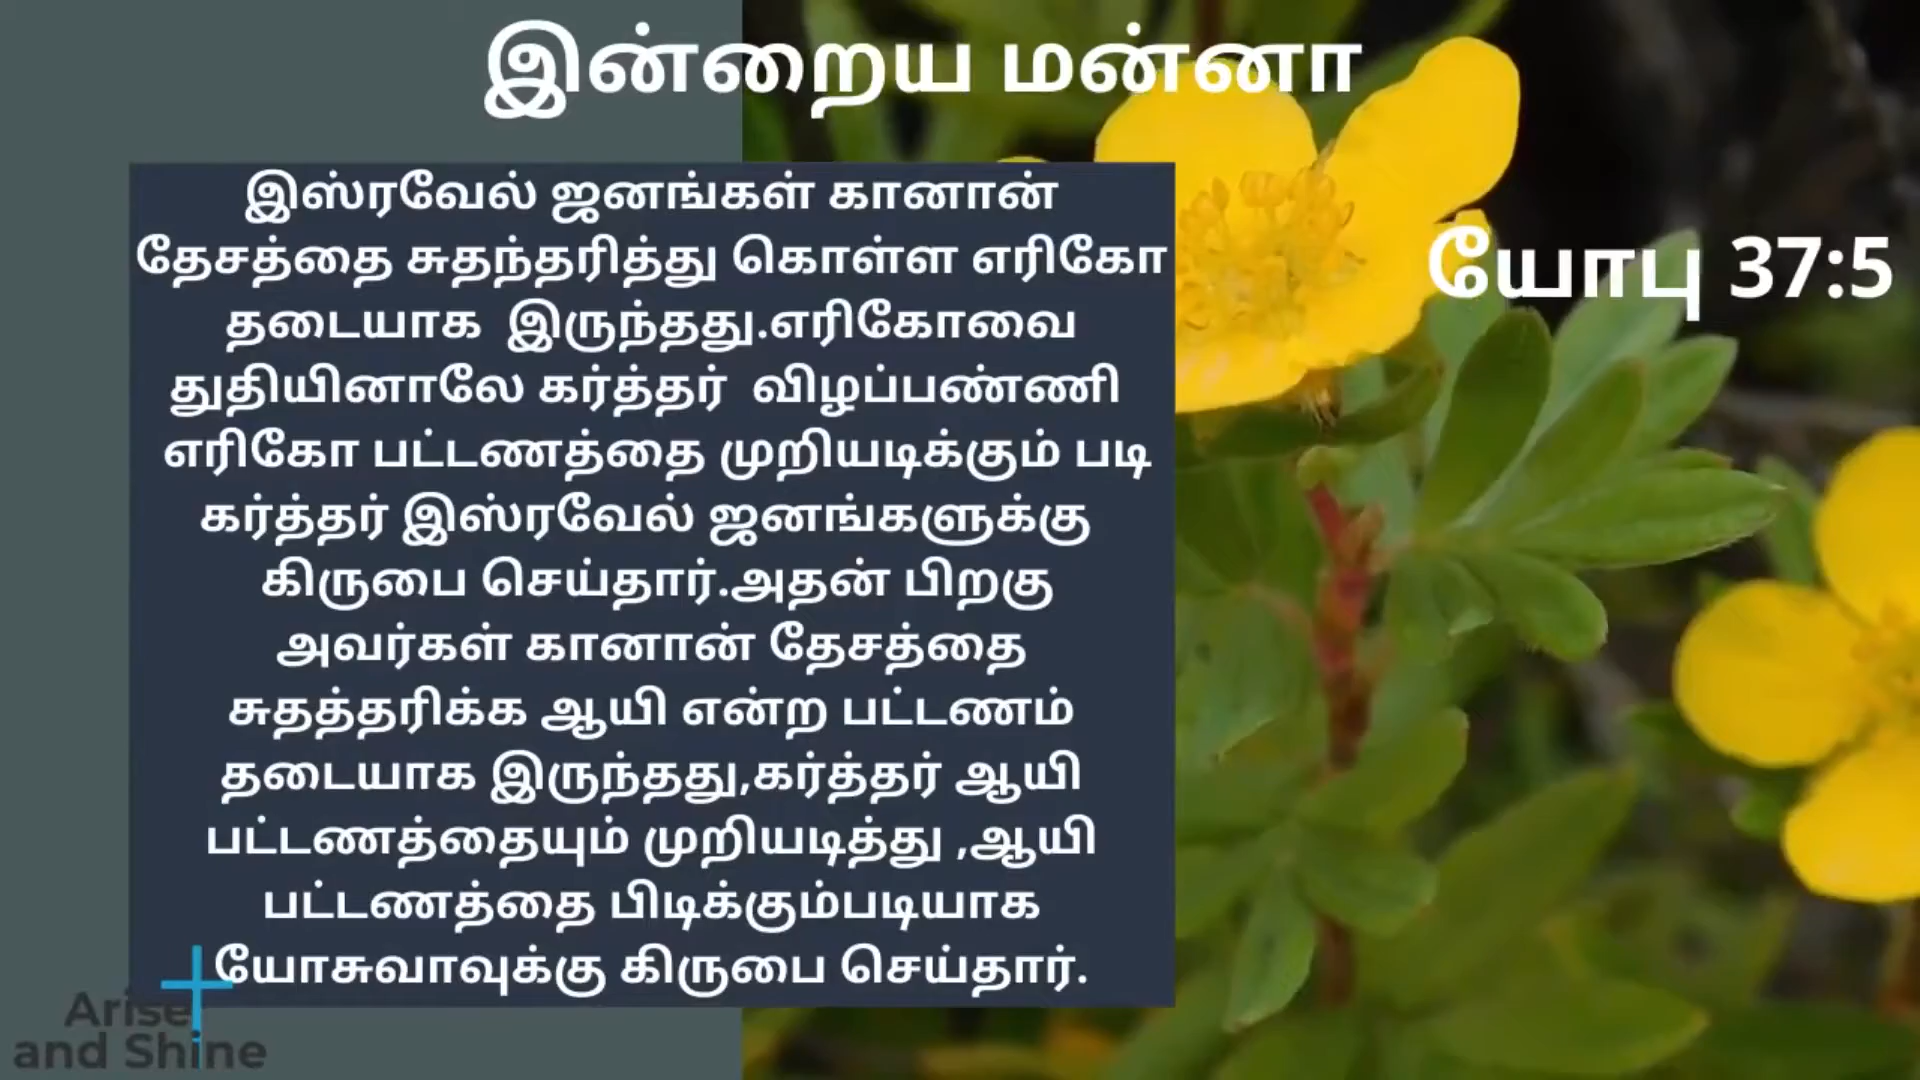 இன்றைய மன்னா
இஸ்ரவேல் ஜனங்கள் கானான்
தேசத்தை சுதந்தரித்து கொள்ள எரிகோ
தடையாக இருந்தது.எரிகோவை
துதியினாலே கர்த்தர் விழப்பண்ணி
எரிகோ பட்டணத்தை முறியடிக்கும் படி
கர்த்தர் இஸ்ரவேல் ஜனங்களுக்கு
கிருபை செய்தார்.அதன் பிறகு
அவர்கள் கானான் தேசத்தை
சுதத்தரிக்க ஆயி என்ற பட்டணம்
தடையாக இருந்தது,கர்த்தர் ஆயி
பட்டணத்தையும் முறியடித்து ,ஆயி
பட்டணத்தை பிடிக்கும்படியாக
யோசுவாவுக்கு கிருபை செய்தார்.
யோபு 37:5
Arise
and Shine